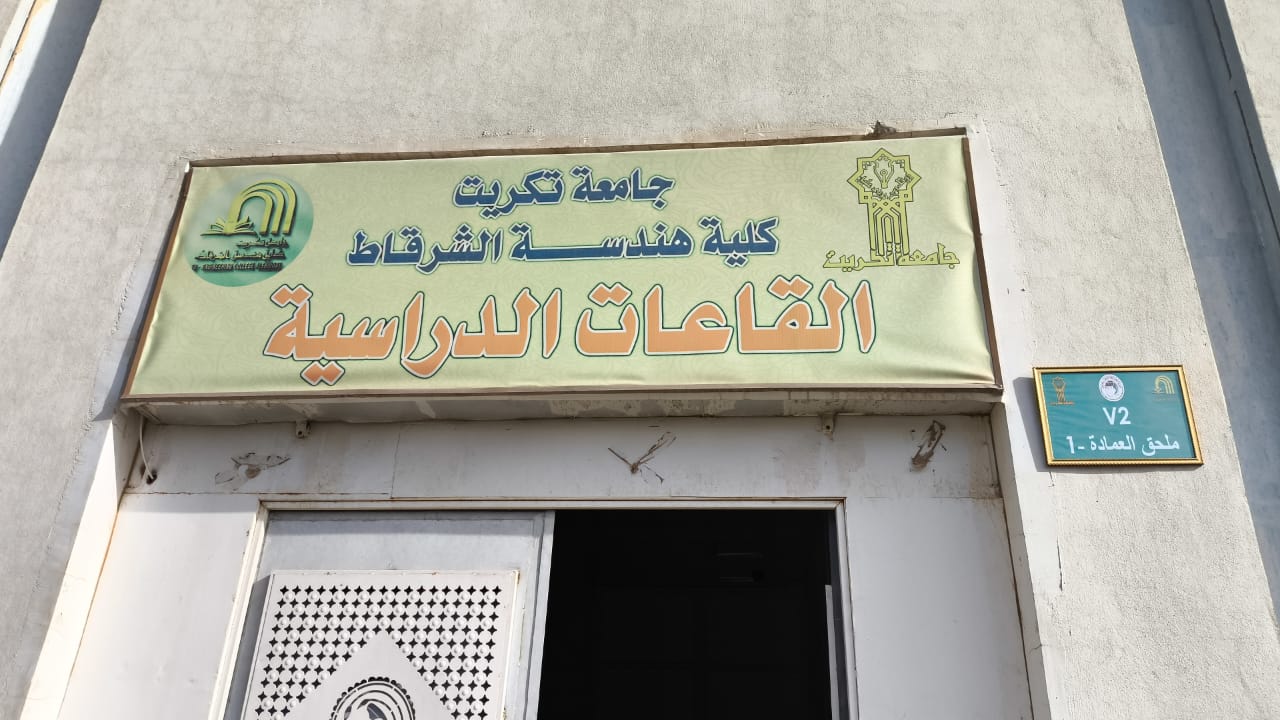 جامعة تكريت
كلية هندسة الشرقاط
القاعات الدراسية
جامعة تكريت
V2
ملحق العمادة -1